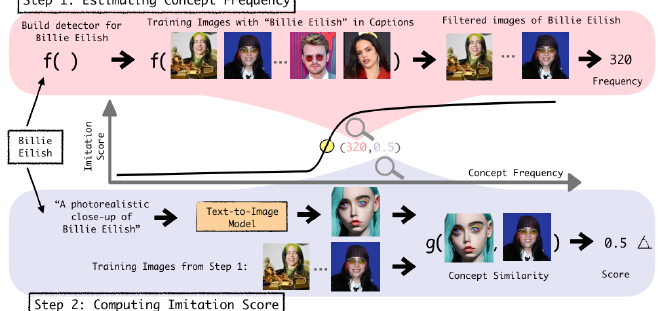 Step 1: Estimating Concept Frequency
Build detector for
Billie Eilish
Training Images with “Billie Eilish” in Captions
Filtered images of Billie Eilish
f( )
f(
...
)
...
320
Frequency
Billie
Eilish
Imitation
Score
(320,0.5)
Concept Frequency
“A photorealistic
close-up of
Billie Eilish”
Text-to-Image
Model
g(
,
)
0.5
Training Images from Step 1:
...
Concept Similarity
Score
Step 2: Computing Imitation Score